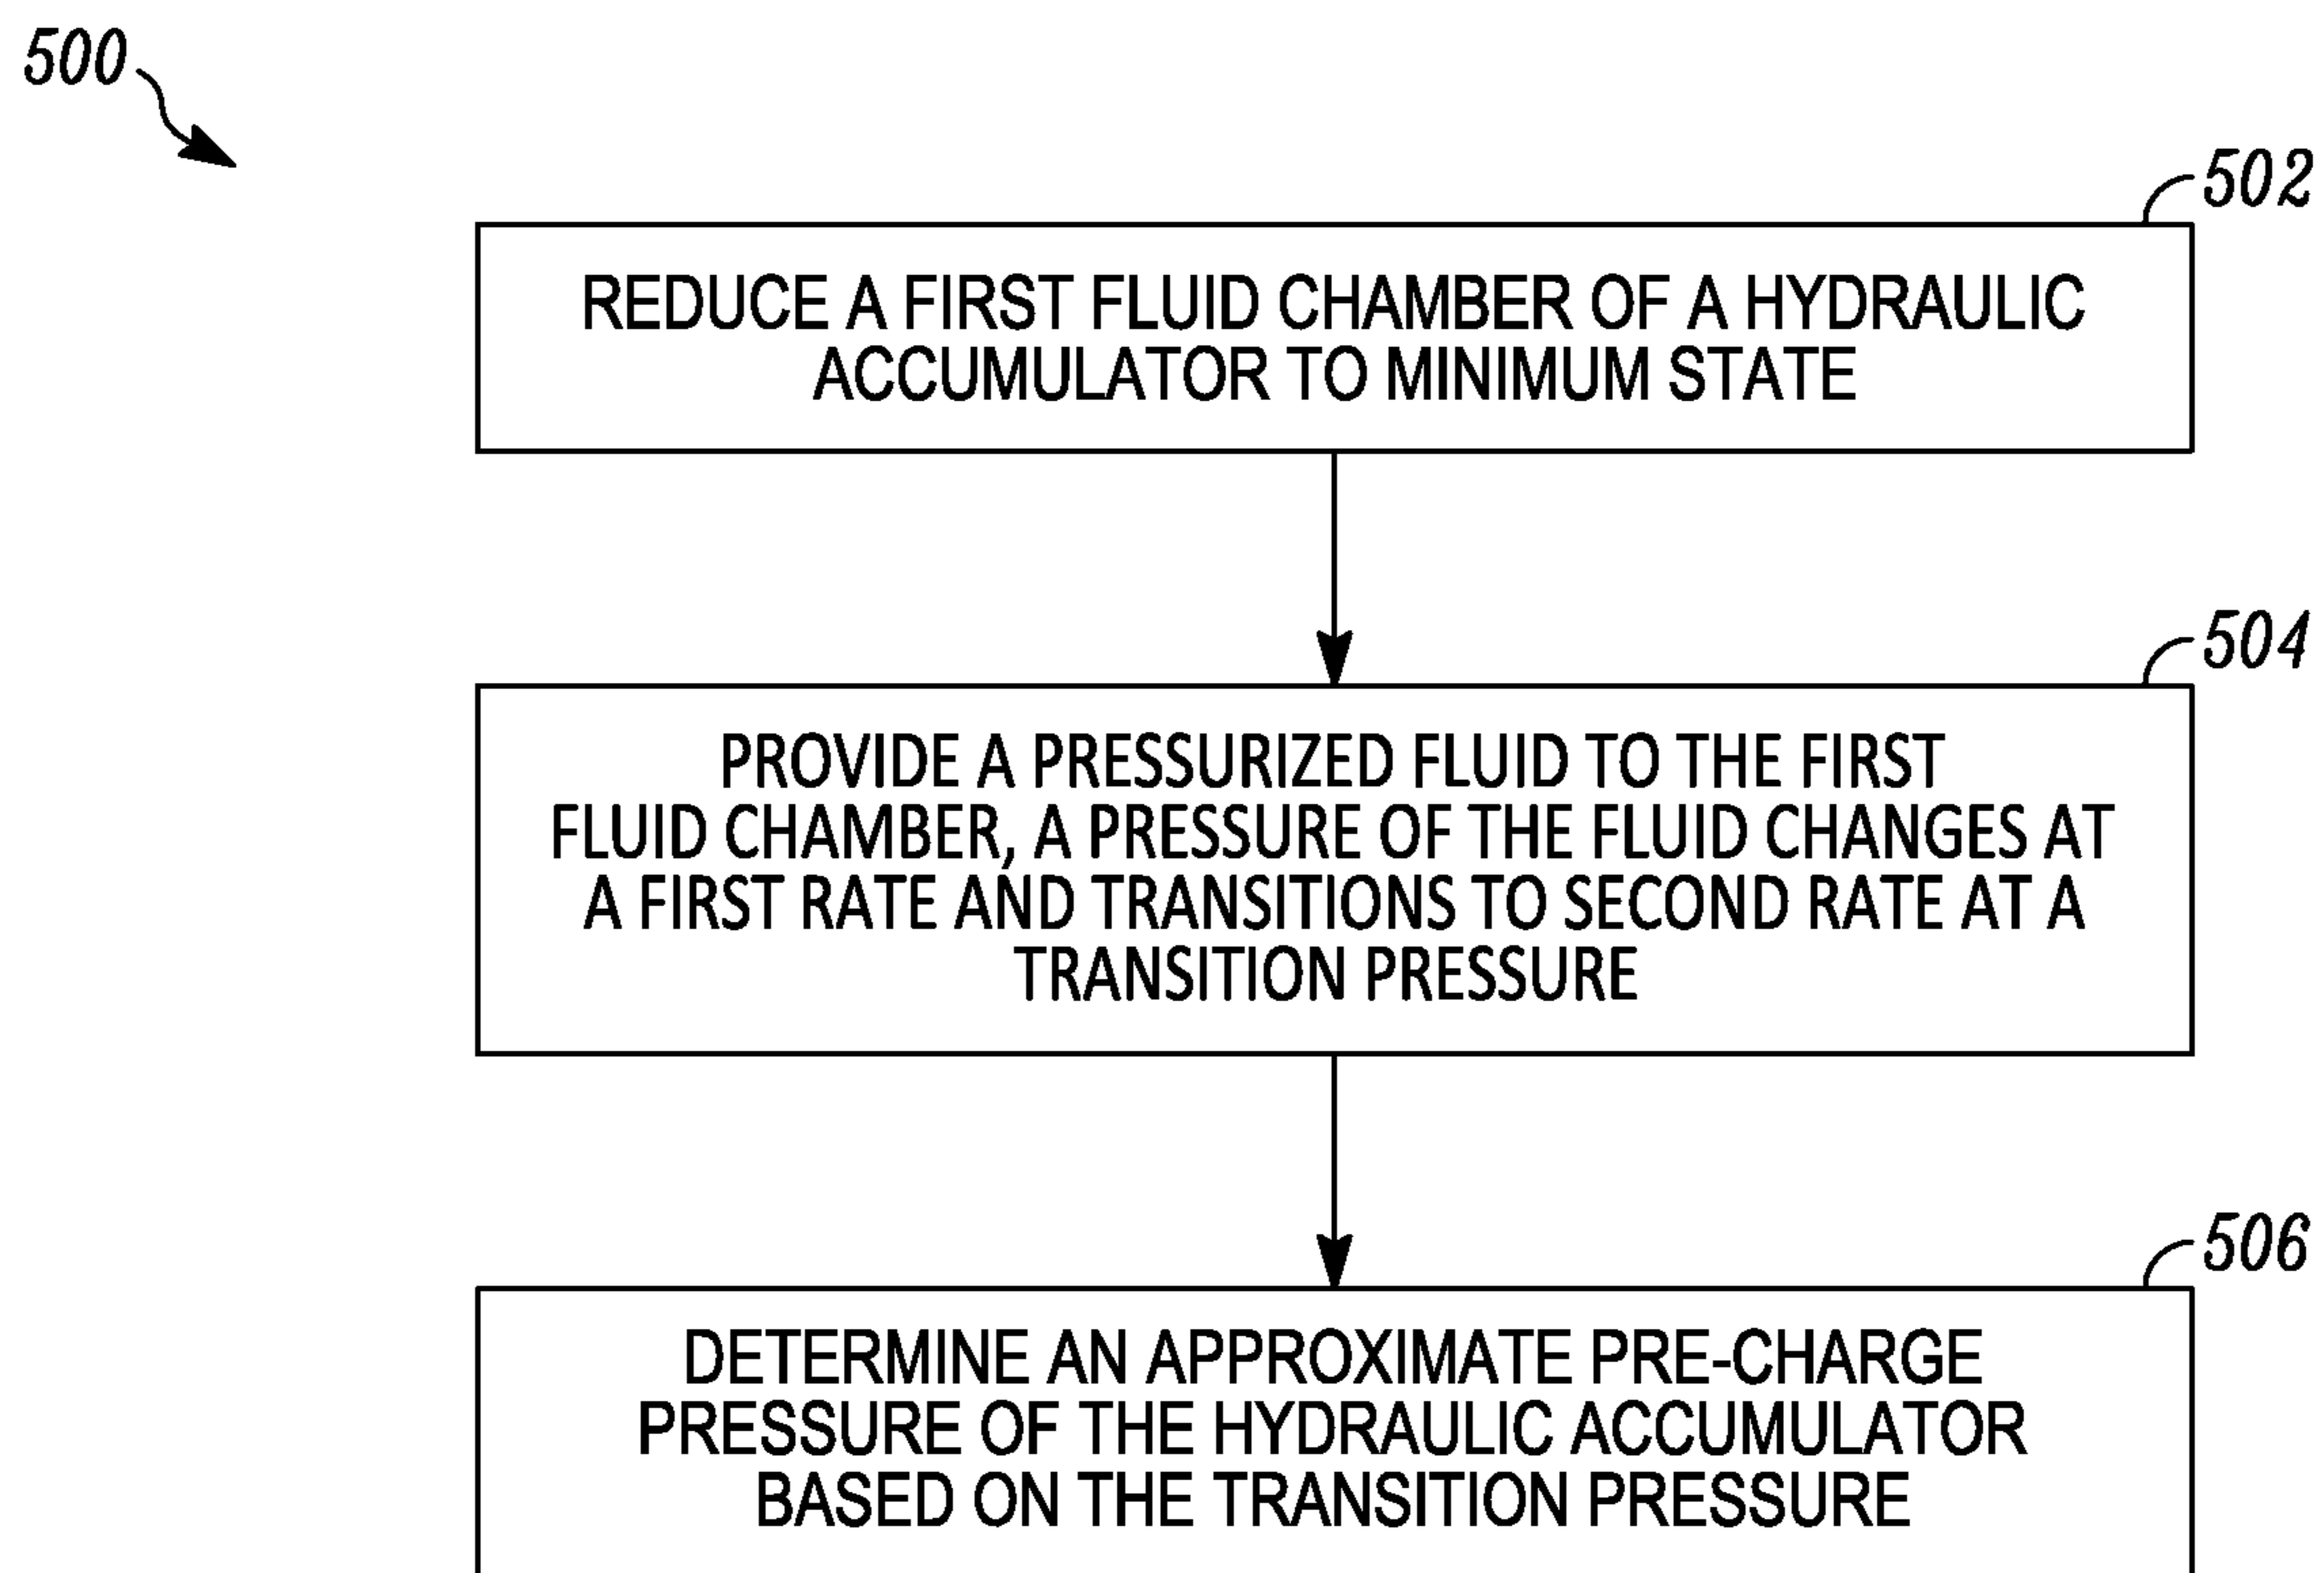 500
502
REDUCE A FIRST FLUID CHAMBER OF A HYDRAULIC
ACCUMULATOR TO MINIMUM STATE
504
PROVIDE A PRESSURIZED FLUID TO THE FIRST
FLUID CHAMBER, A PRESSURE OF THE FLUID CHANGES AT
A FIRST RATE AND TRANSITIONS TO SECOND RATE AT A
TRANSITION PRESSURE
506
DETERMINE AN APPROXIMATE PRE-CHARGE
PRESSURE OF THE HYDRAULIC ACCUMULATOR
BASED ON THE TRANSITION PRESSURE